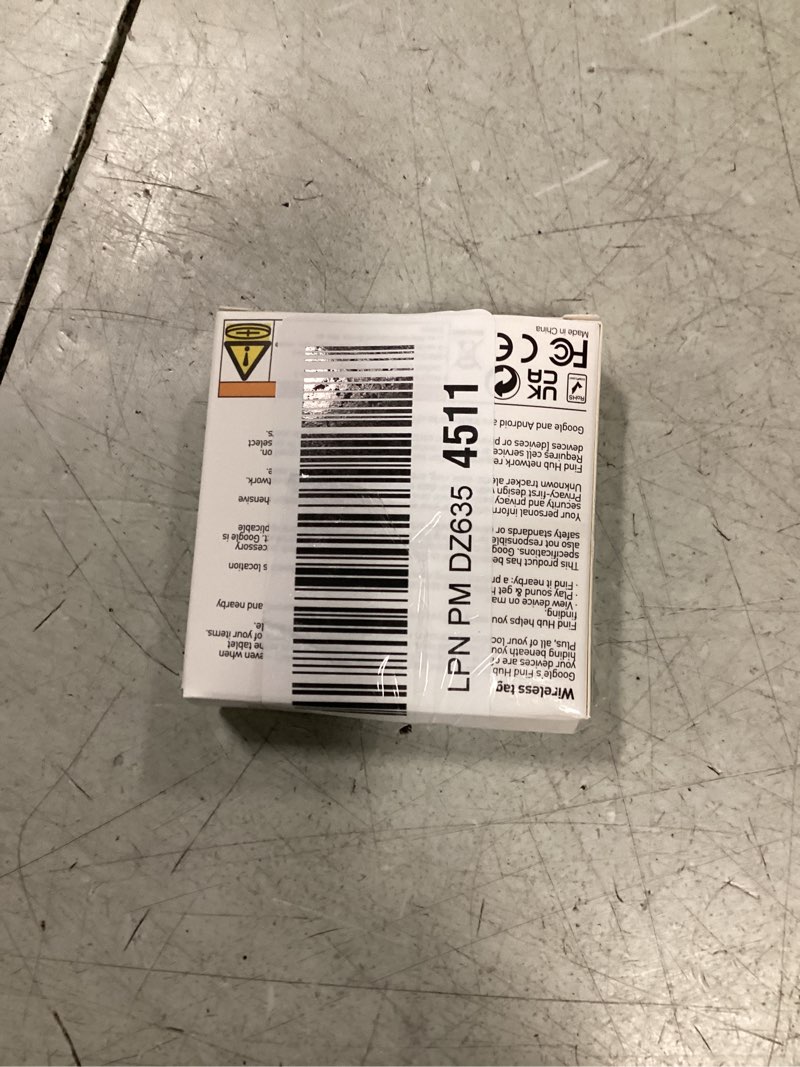 LPN PM DZ635 4511
Wireless tag
Google's Find Hub
your devices are
hiding beneath you
Plus, all of your loc
Find Hub helps you
finding:
· View device on ma
· Play sound & get h
· Find it nearby: a pr
This product has be
specifications. Goog
also not responsible
safety standards or
Your personal inform
security and privacy
Privacy-first design
Unknown tracker ale
Find Hub network re
Requires cell service
devices (devices or pl
Google and Android a
UK
CA
RoHS
FC CE
Made in China
even when
he tablet
of your items.
le.
and nearby
s location
cessory
t. Google is
plicable
hensive
twork.
on.
select
s.